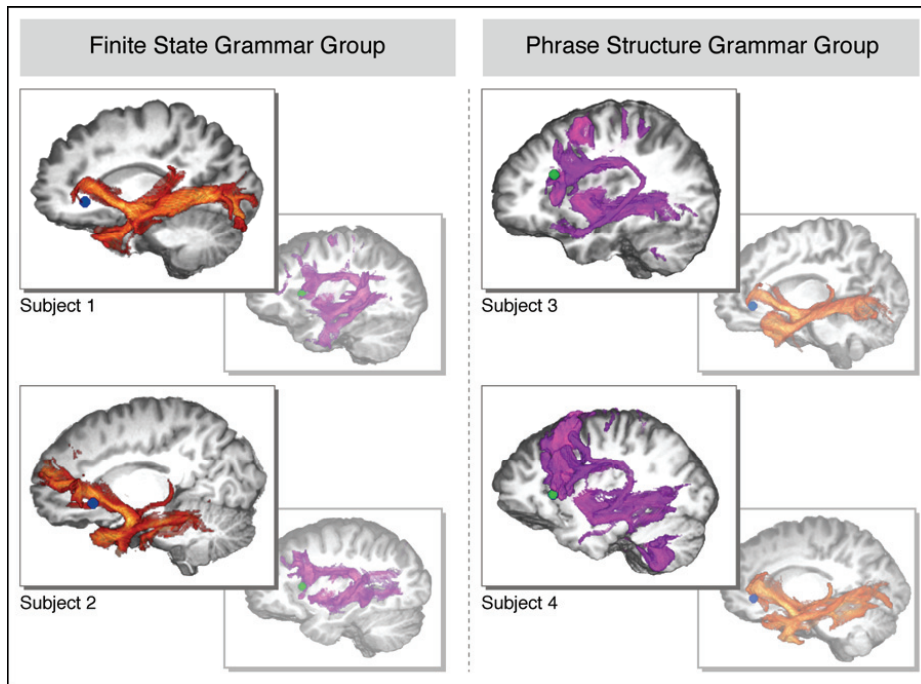 Finite State Grammar Group
Phrase Structure Grammar Group
Subject 1
Subject 3
Subject 2
Subject 4